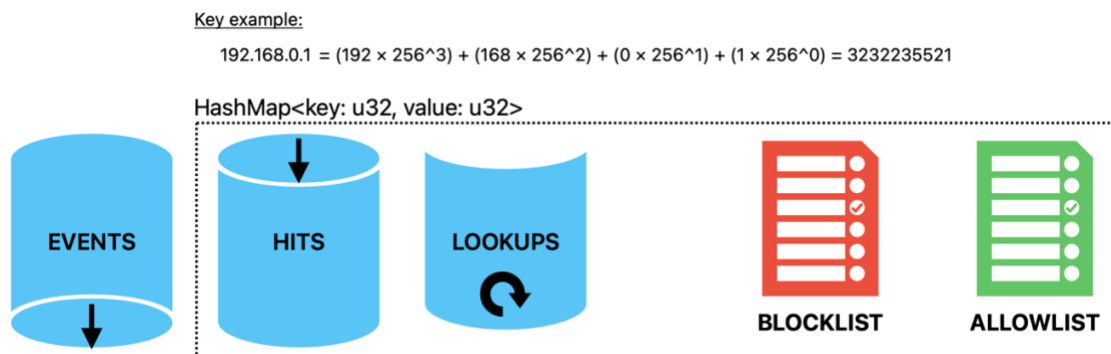 Key example:
192.168.0.1 = (192 × 256^3) + (168 × 256^2) + (0 × 256^1) + (1 × 256^0) = 3232235521
HashMap<key: u32, value: u32>
EVENTS
HITS
LOOKUPS
BLOCKLIST
ALLOWLIST